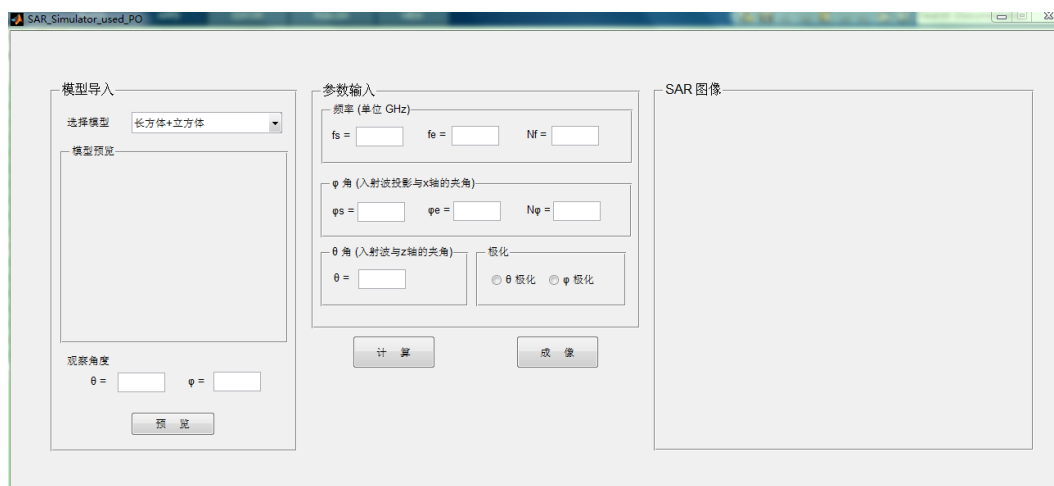 SAR_Simulator_used_PO
模型导入
选择模型 长方体+立方体
模型预览
观察角度
θ = φ =
预 览
参数输入
频率 (单位 GHz)
fs = fe = Nf =
φ 角 (入射波投影与x轴的夹角)
φs = φe = Nφ =
θ 角 (入射波与z轴的夹角)
θ =
极化
θ 极化 φ 极化
计 算 成 像
SAR 图像